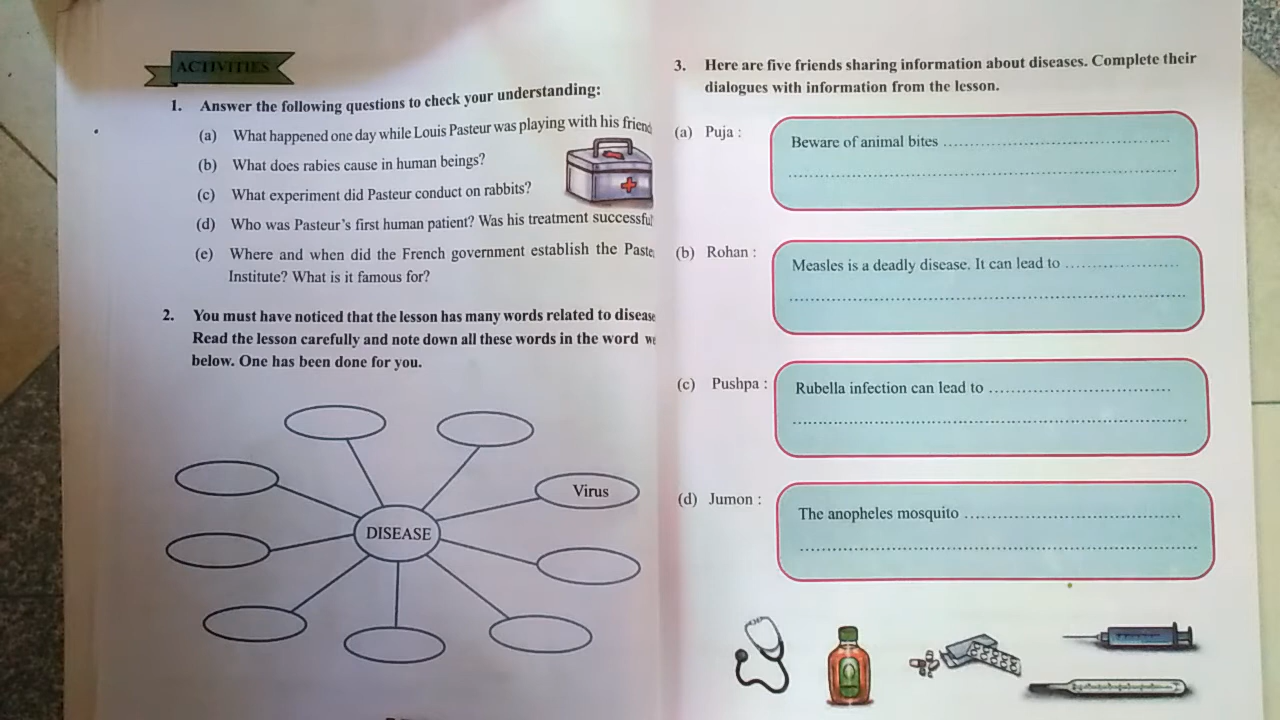 ACTIVITIES
1. Answer the following questions to check your understanding:
(a) What happened one day while Louis Pasteur was playing with his friend
(b) What does rabies cause in human beings?
(c) What experiment did Pasteur conduct on rabbits?
(d) Who was Pasteur's first human patient? Was his treatment successful
(e) Where and when did the French government establish the Paste
Institute? What is it famous for?
2. You must have noticed that the lesson has many words related to disease
Read the lesson carefully and note down all these words in the word we
below. One has been done for you.
Virus
DISEASE
3. Here are five friends sharing information about diseases. Complete their
dialogues with information from the lesson.
(a) Puja :
Beware of animal bites ........................................
................................................................................
(b) Rohan :
Measles is a deadly disease. It can lead to ....................
................................................................................
(c) Pushpa :
Rubella infection can lead to ................................
................................................................................
(d) Jumon :
The anopheles mosquito ........................................
................................................................................